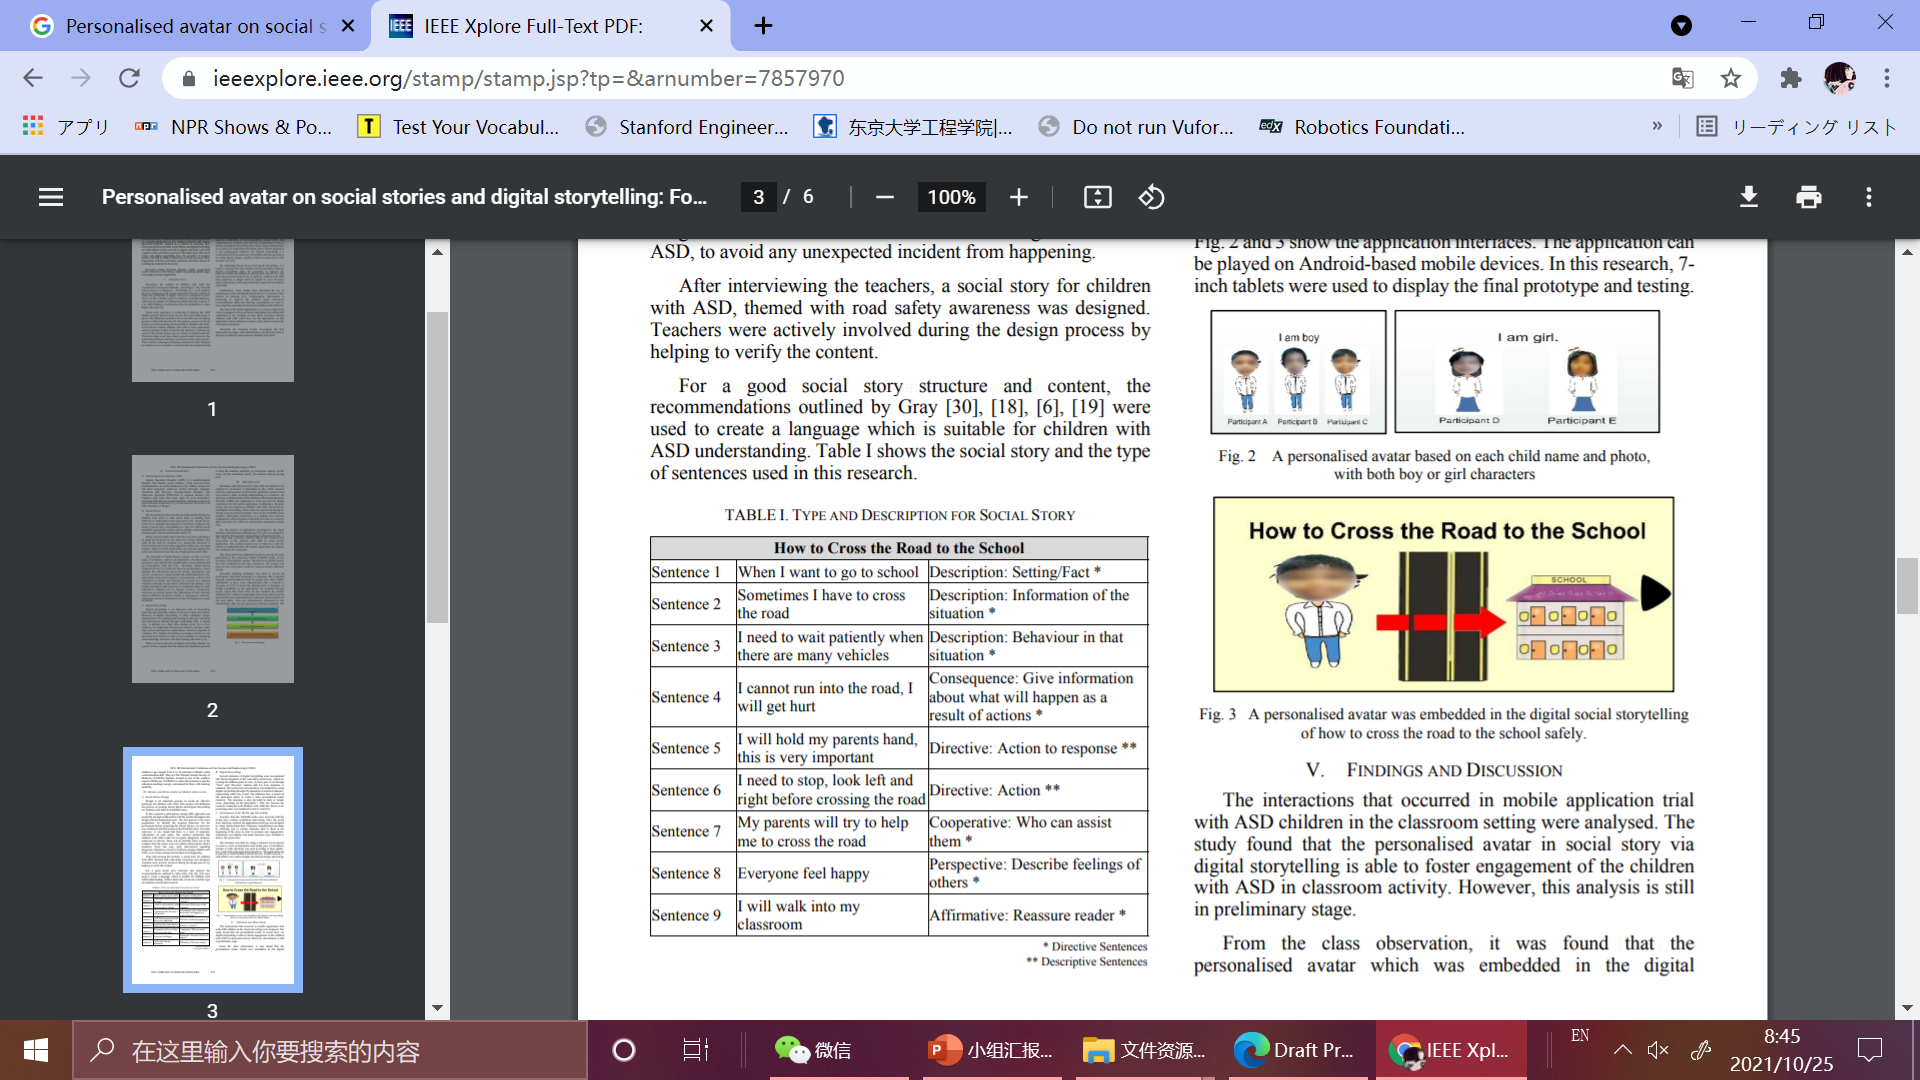 Personalised avatar on social s
IEEE Xplore Full-Text PDF:
ieeexplore.ieee.org/stamp/stamp.jsp?tp=&arnumber=7857970
アプリ
NPR Shows & Po...
Test Your Vocabul...
Stanford Engineer...
东京大学工程学院|...
Do not run Vufor...
edX
Robotics Foundati...
»
リーディング リスト
Personalised avatar on social stories and digital storytelling: Fo...
3 / 6
100%
1
2
3
ASD, to avoid any unexpected incident from happening.
After interviewing the teachers, a social story for children
with ASD, themed with road safety awareness was designed.
Teachers were actively involved during the design process by
helping to verify the content.
For a good social story structure and content, the
recommendations outlined by Gray [30], [18], [6], [19] were
used to create a language which is suitable for children with
ASD understanding. Table I shows the social story and the type
of sentences used in this research.
TABLE I. TYPE AND DESCRIPTION FOR SOCIAL STORY
How to Cross the Road to the School
Sentence 1 When I want to go to school Description: Setting/Fact *
Sentence 2 Sometimes I have to cross the road Description: Information of the situation *
Sentence 3 I need to wait patiently when there are many vehicles Description: Behaviour in that situation *
Sentence 4 I cannot run into the road, I will get hurt Consequence: Give information about what will happen as a result of actions *
Sentence 5 I will hold my parents hand, this is very important Directive: Action to response **
Sentence 6 I need to stop, look left and right before crossing the road Directive: Action **
Sentence 7 My parents will try to help me to cross the road Cooperative: Who can assist them *
Sentence 8 Everyone feel happy Perspective: Describe feelings of others *
Sentence 9 I will walk into my classroom Affirmative: Reassure reader *
* Directive Sentences
** Descriptive Sentences
Fig. 2 and 3 show the application interfaces. The application can
be played on Android-based mobile devices. In this research, 7-
inch tablets were used to display the final prototype and testing.
I am boy
Participant A Participant B Participant C
I am girl.
Participant D Participant E
Fig. 2 A personalised avatar based on each child name and photo,
with both boy or girl characters
How to Cross the Road to the School
SCHOOL
Fig. 3 A personalised avatar was embedded in the digital social storytelling
of how to cross the road to the school safely.
V. FINDINGS AND DISCUSSION
The interactions that occurred in mobile application trial
with ASD children in the classroom setting were analysed. The
study found that the personalised avatar in social story via
digital storytelling is able to foster engagement of the children
with ASD in classroom activity. However, this analysis is still
in preliminary stage.
From the class observation, it was found that the
personalised avatar which was embedded in the digital
在这里输入你要搜索的内容
微信
小组汇报...
文件资源...
Draft Pr...
IEEE Xpl...
EN
8:45
2021/10/25